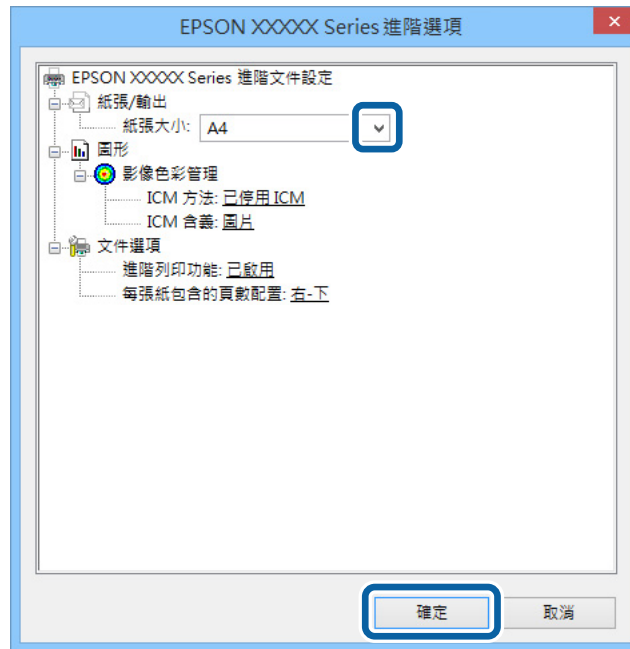 EPSON XXXXX Series 進階選項
EPSON XXXXX Series 進階文件設定
紙張/輸出
紙張大小: A4
圖形
影像色彩管理
ICM 方法: 已停用 ICM
ICM 含義: 圖片
文件選項
進階列印功能: 已啟用
每張紙包含的頁數配置: 右-下
確定 取消